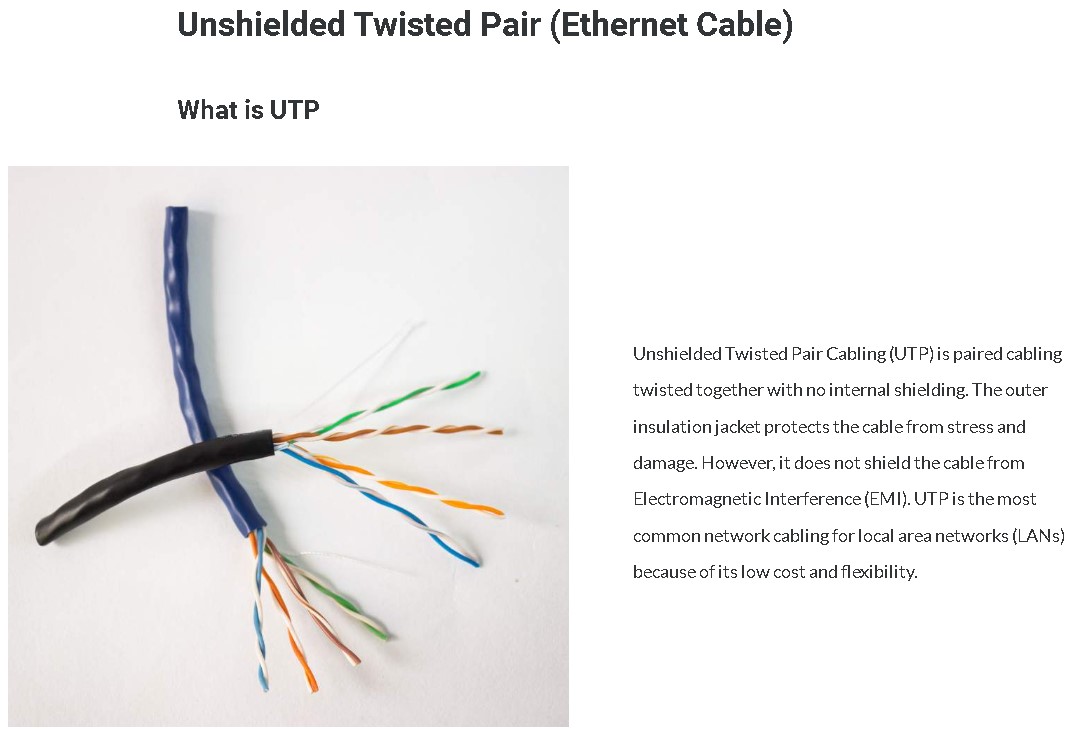 Unshielded Twisted Pair (Ethernet Cable)
What is UTP
Unshielded Twisted Pair Cabling (UTP) is paired cabling
twisted together with no internal shielding. The outer
insulation jacket protects the cable from stress and
damage. However, it does not shield the cable from
Electromagnetic Interference (EMI). UTP is the most
common network cabling for local area networks (LANs)
because of its low cost and flexibility.